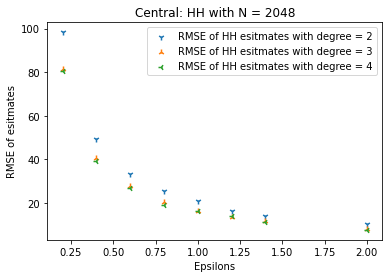 Central: HH with N = 2048
RMSE of HH esitmates with degree = 2
RMSE of HH esitmates with degree = 3
RMSE of HH esitmates with degree = 4
RMSE of esitmates
100
80
60
40
20
0.25 0.50 0.75 1.00 1.25 1.50 1.75 2.00
Epsilons